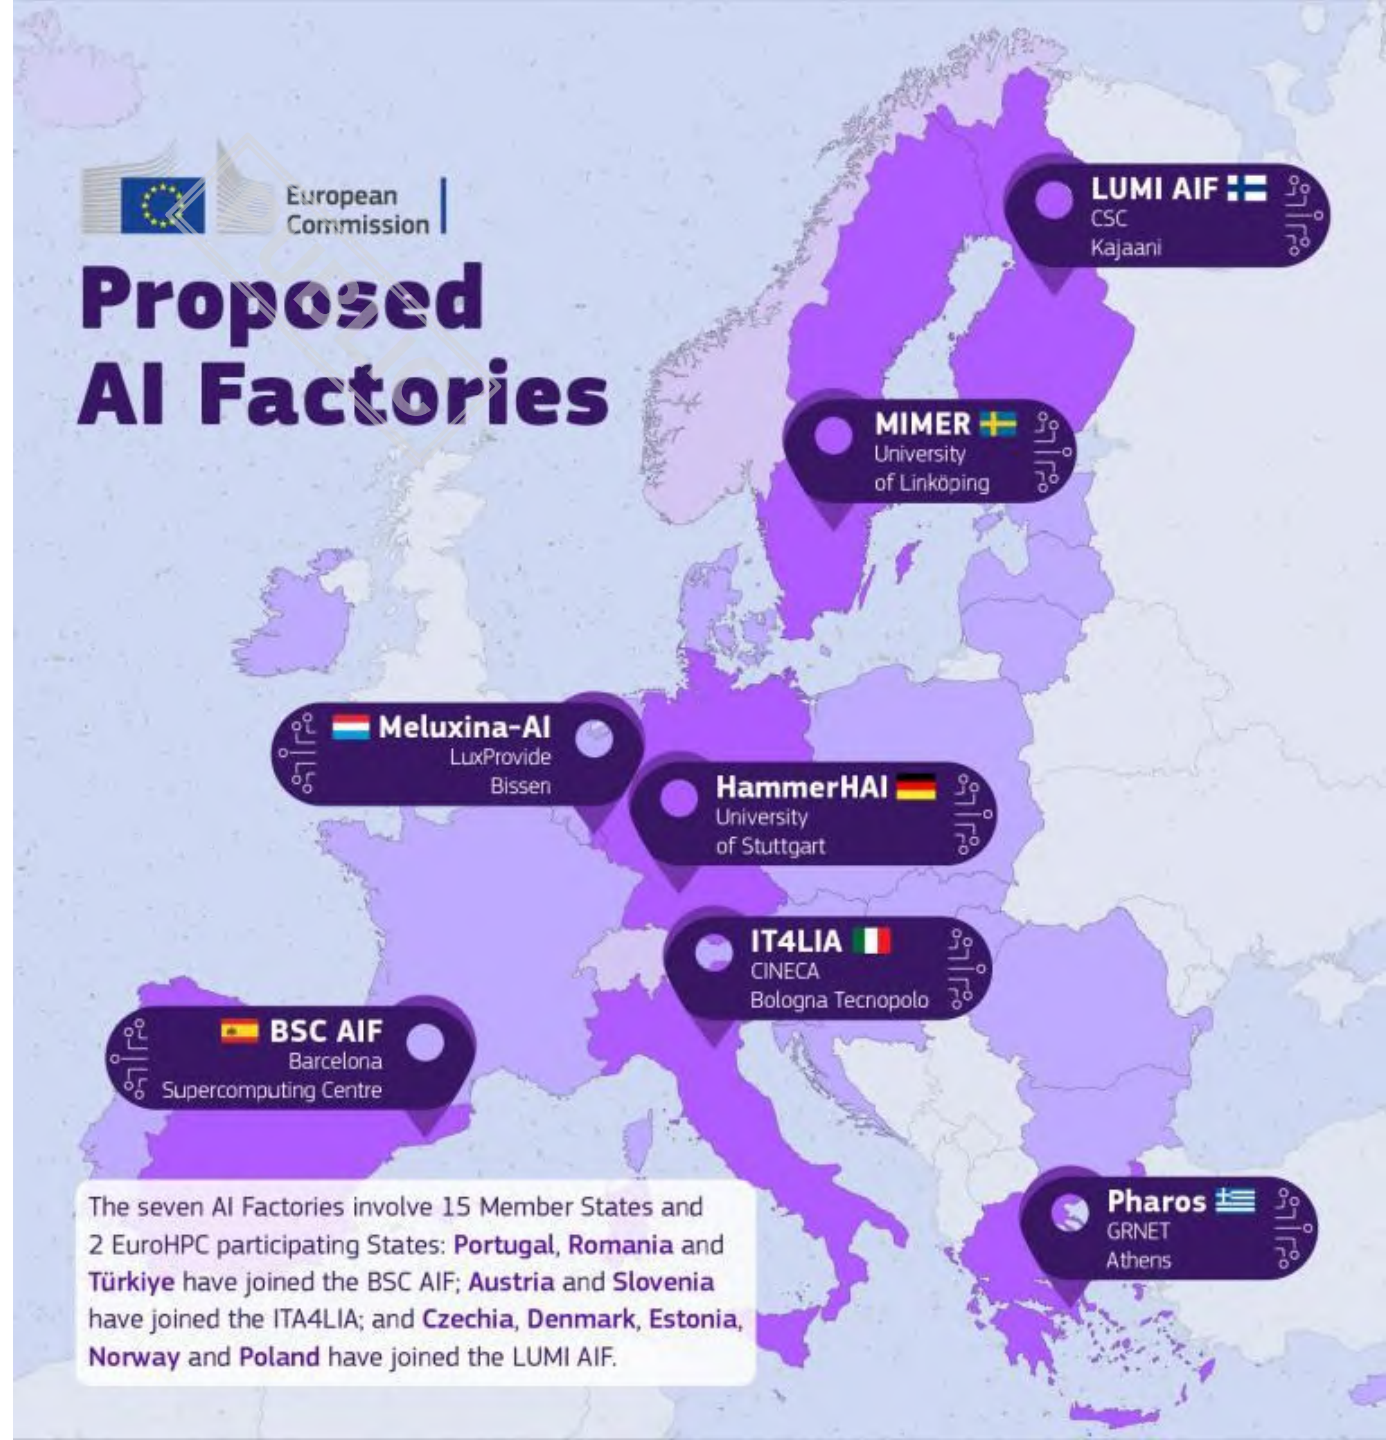 European
Commission
Proposed
AI Factories
LUMI AIF
CSC
Kajaani
MIMER
University
of Linköping
Meluxina-AI
LuxProvide
Bissen
HammerHAI
University
of Stuttgart
IT4LIA
CINECA
Bologna Tecnopolo
BSC AIF
Barcelona
Supercomputing Centre
Pharos
GRNET
Athens
The seven AI Factories involve 15 Member States and
2 EuroHPC participating States: Portugal, Romania and
Türkiye have joined the BSC AIF; Austria and Slovenia
have joined the ITA4LIA; and Czechia, Denmark, Estonia,
Norway and Poland have joined the LUMI AIF.